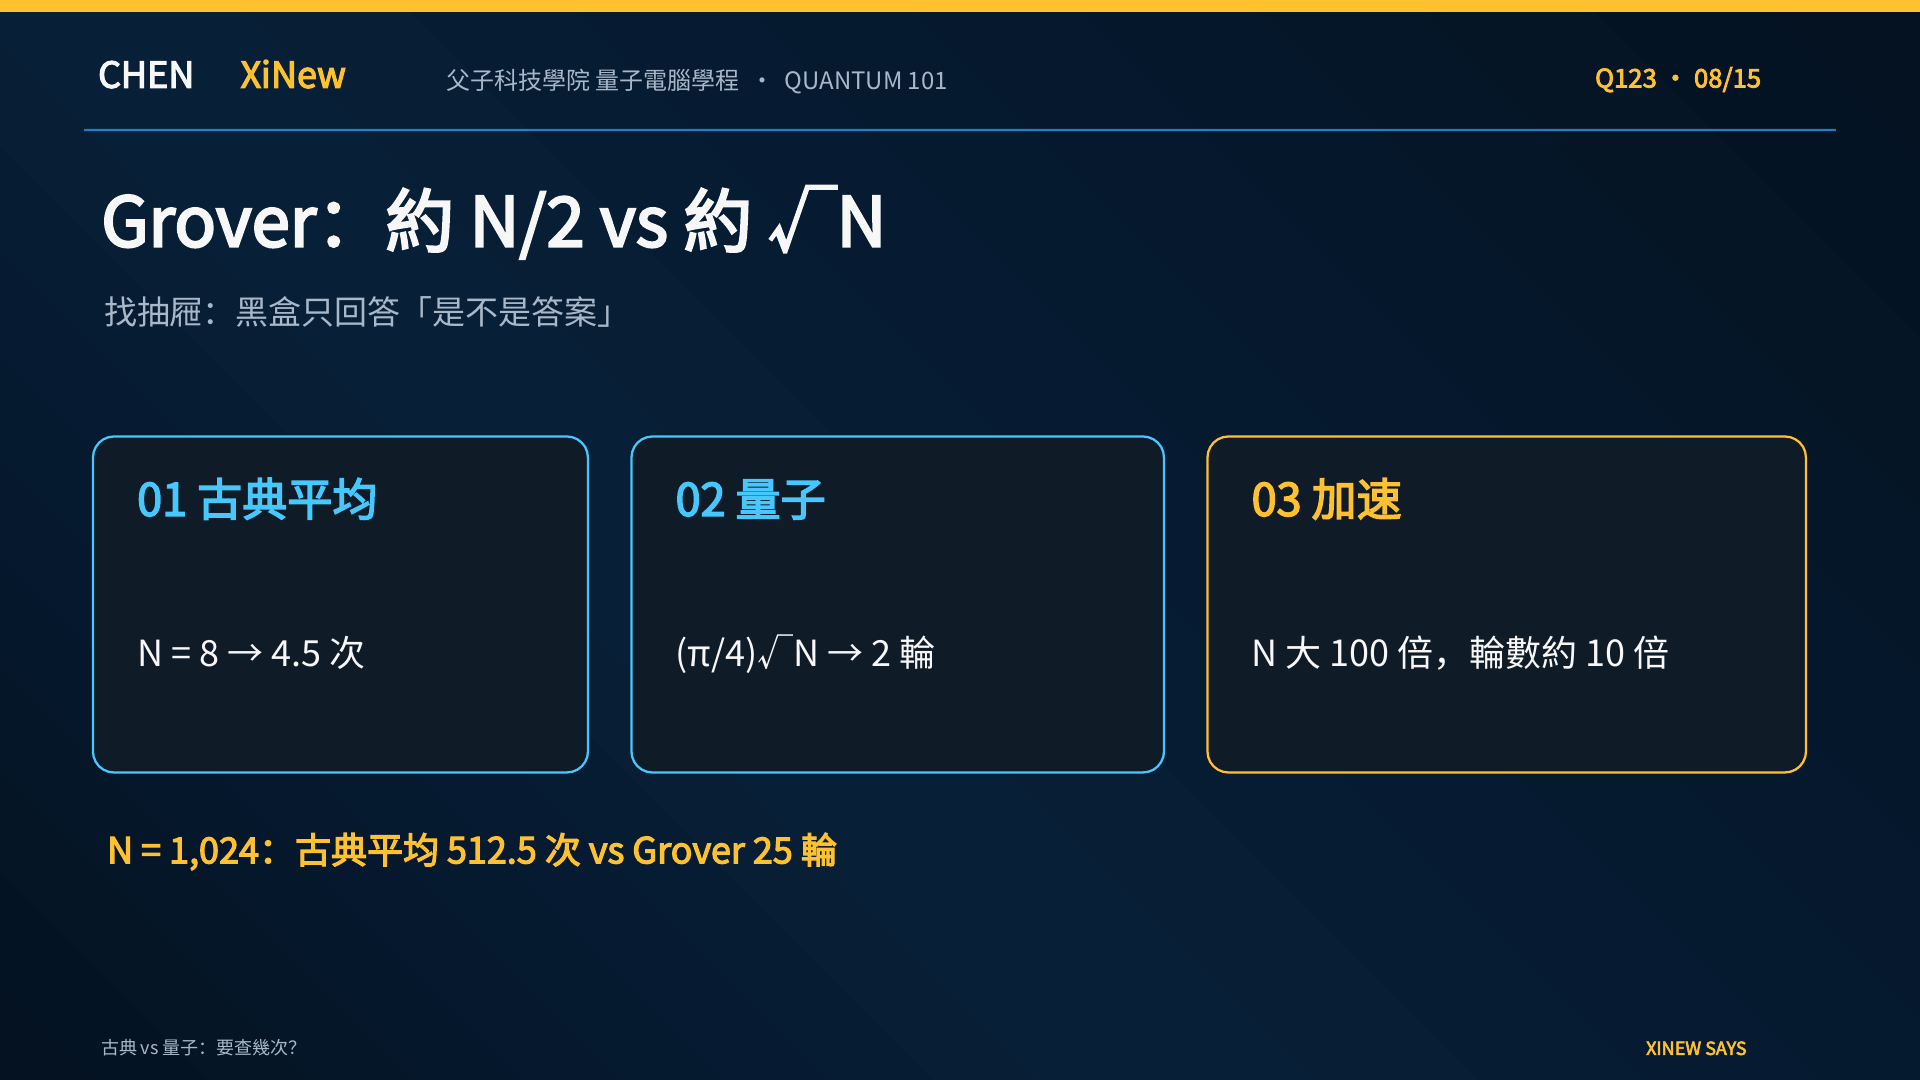 CHEN XiNew 父子科技學院 量子電腦學程 · QUANTUM 101 Q123 · 08/15
Grover：約 N/2 vs 約 √N
找抽屜：黑盒只回答「是不是答案」
01 古典平均
N = 8 → 4.5 次
02 量子
(π/4)√N → 2 輪
03 加速
N 大 100 倍，輪數約 10 倍
N = 1,024：古典平均 512.5 次 vs Grover 25 輪
古典 vs 量子：要查幾次？
XINEW SAYS